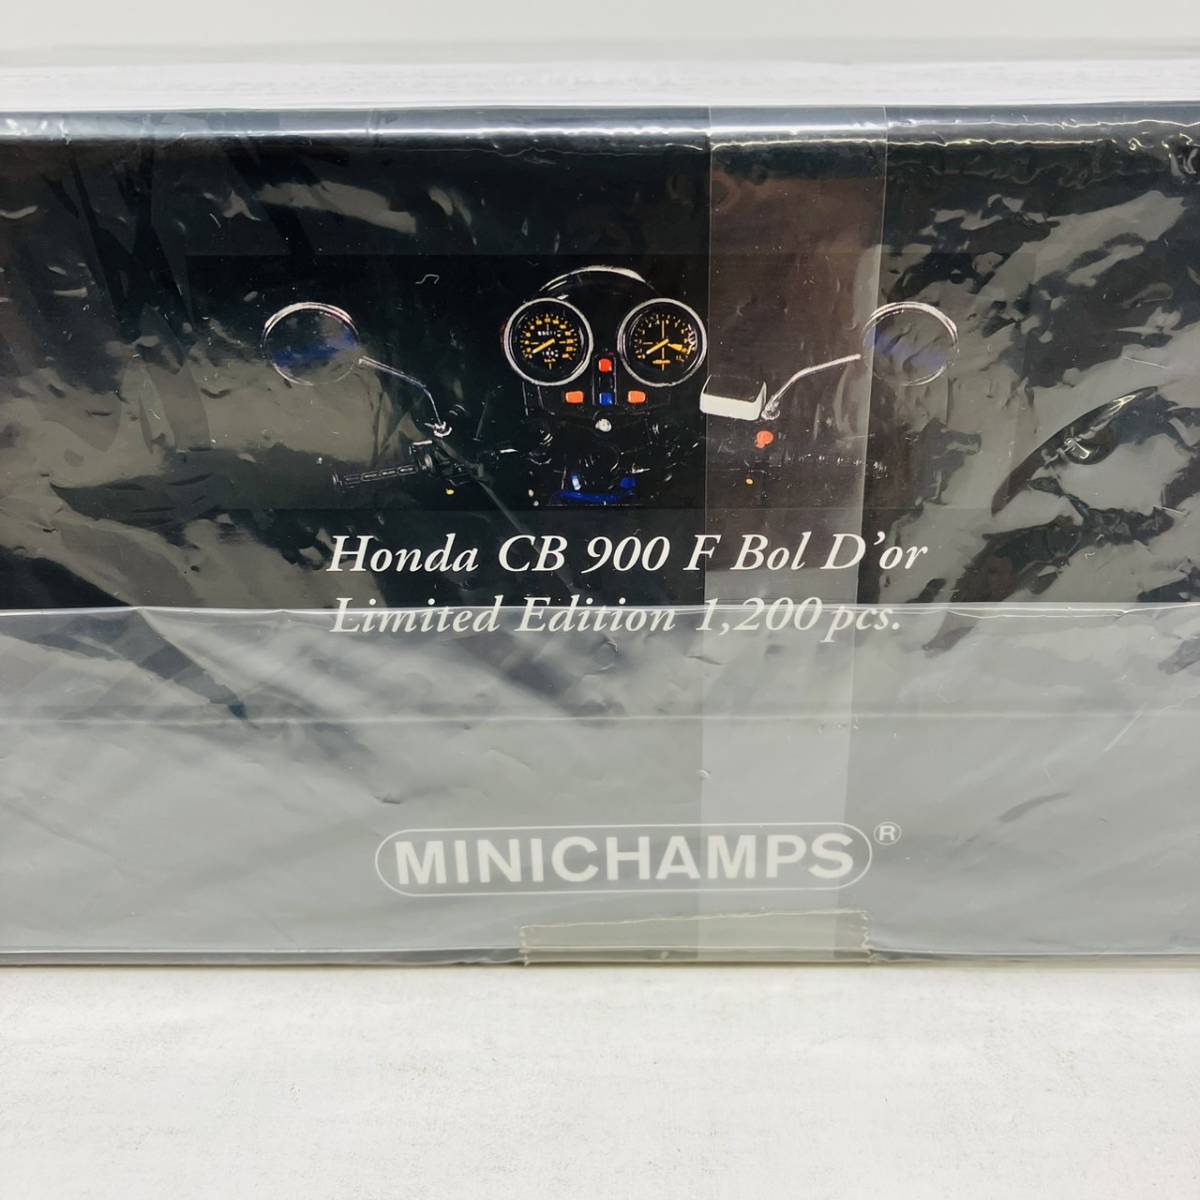 Honda CB 900 F Bol D'or
Limited Edition 1,200 pcs.
MINICHAMPS®